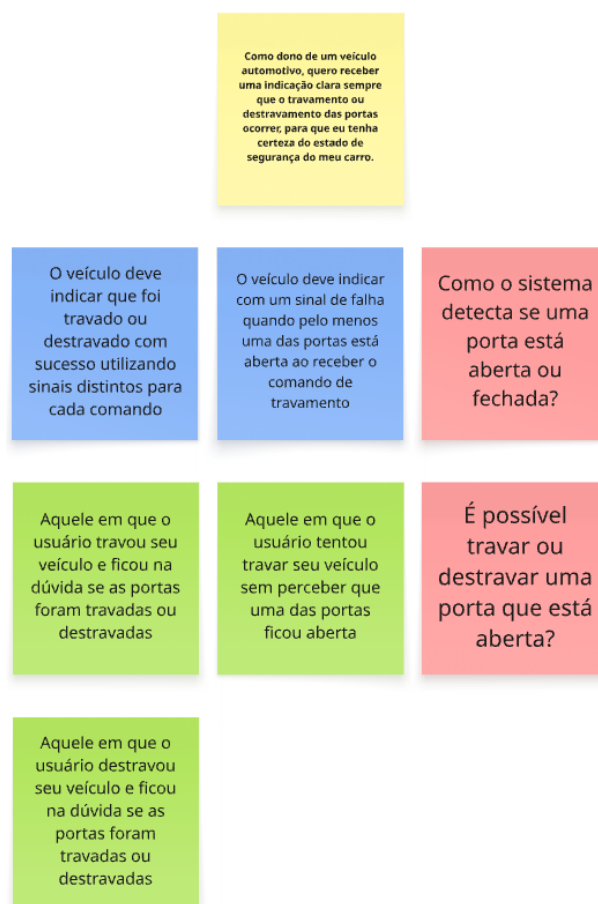 Como dono de um veículo
automotivo, quero receber
uma indicação clara sempre
que o travamento ou
destravamento das portas
ocorrer, para que eu tenha
certeza do estado de
segurança do meu carro.
O veículo deve
indicar que foi
travado ou
destravado com
sucesso utilizando
sinais distintos para
cada comando
O veículo deve indicar
com um sinal de falha
quando pelo menos
uma das portas está
aberta ao receber o
comando de
travamento
Como o sistema
detecta se uma
porta está
aberta ou
fechada?
Aquele em que o
usuário travou seu
veículo e ficou na
dúvida se as portas
foram travadas ou
destravadas
Aquele em que o
usuário tentou
travar seu veículo
sem perceber que
uma das portas
ficou aberta
É possível
travar ou
destravar uma
porta que está
aberta?
Aquele em que o
usuário destravou
seu veículo e ficou
na dúvida se as
portas foram
travadas ou
destravadas